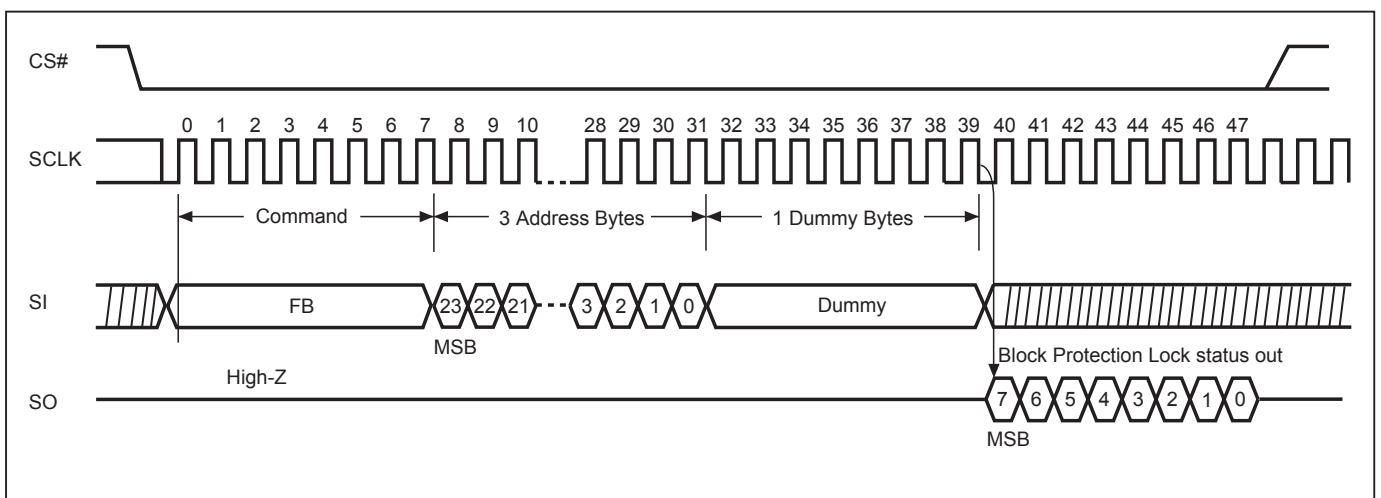 CS#
0 1 2 3 4 5 6 7 8 9 10 28 29 30 31 32 33 34 35 36 37 38 39 40 41 42 43 44 45 46 47
SCLK
Command 3 Address Bytes 1 Dummy Bytes
SI FB 23 22 21 3 2 1 0 Dummy
MSB
Block Protection Lock status out
High-Z
SO 7 6 5 4 3 2 1 0
MSB